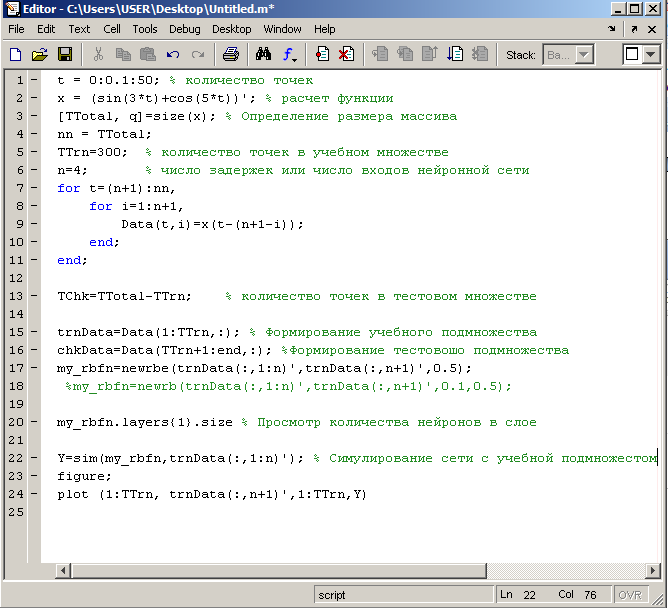 Editor - C:\Users\USER\Desktop\Untitled.m*
File Edit Text Cell Tools Debug Desktop Window Help
Stack: Ba...
1 - t = 0:0.1:50; % количество точек
2 - x = (sin(3*t)+cos(5*t))'; % расчет функции
3 - [TTotal, q]=size(x); % Определение размера массива
4 - nn = TTotal;
5 - TTrn=300; % количество точек в учебном множестве
6 - n=4; % число задержек или число входов нейронной сети
7 - for t=(n+1):nn,
8 - for i=1:n+1,
9 - Data(t,i)=x(t-(n+1-i));
10 - end;
11 - end;
12
13 - TChk=TTotal-TTrn; % количество точек в тестовом множестве
14
15 - trnData=Data(1:TTrn,:); % Формирование учебного подмножества
16 - chkData=Data(TTrn+1:end,:); %Формирование тестовошо подмножества
17 - my_rbfn=newrbe(trnData(:,1:n)',trnData(:,n+1)',0.5);
18 %my_rbfn=newrb(trnData(:,1:n)',trnData(:,n+1)',0.1,0.5);
19
20 - my_rbfn.layers{1}.size % Просмотр количества нейронов в слое
21
22 - Y=sim(my_rbfn,trnData(:,1:n)'); % Симулирование сети с учебной подмножестом
23 - figure;
24 - plot (1:TTrn, trnData(:,n+1)',1:TTrn,Y)
25
script Ln 22 Col 76 OVR